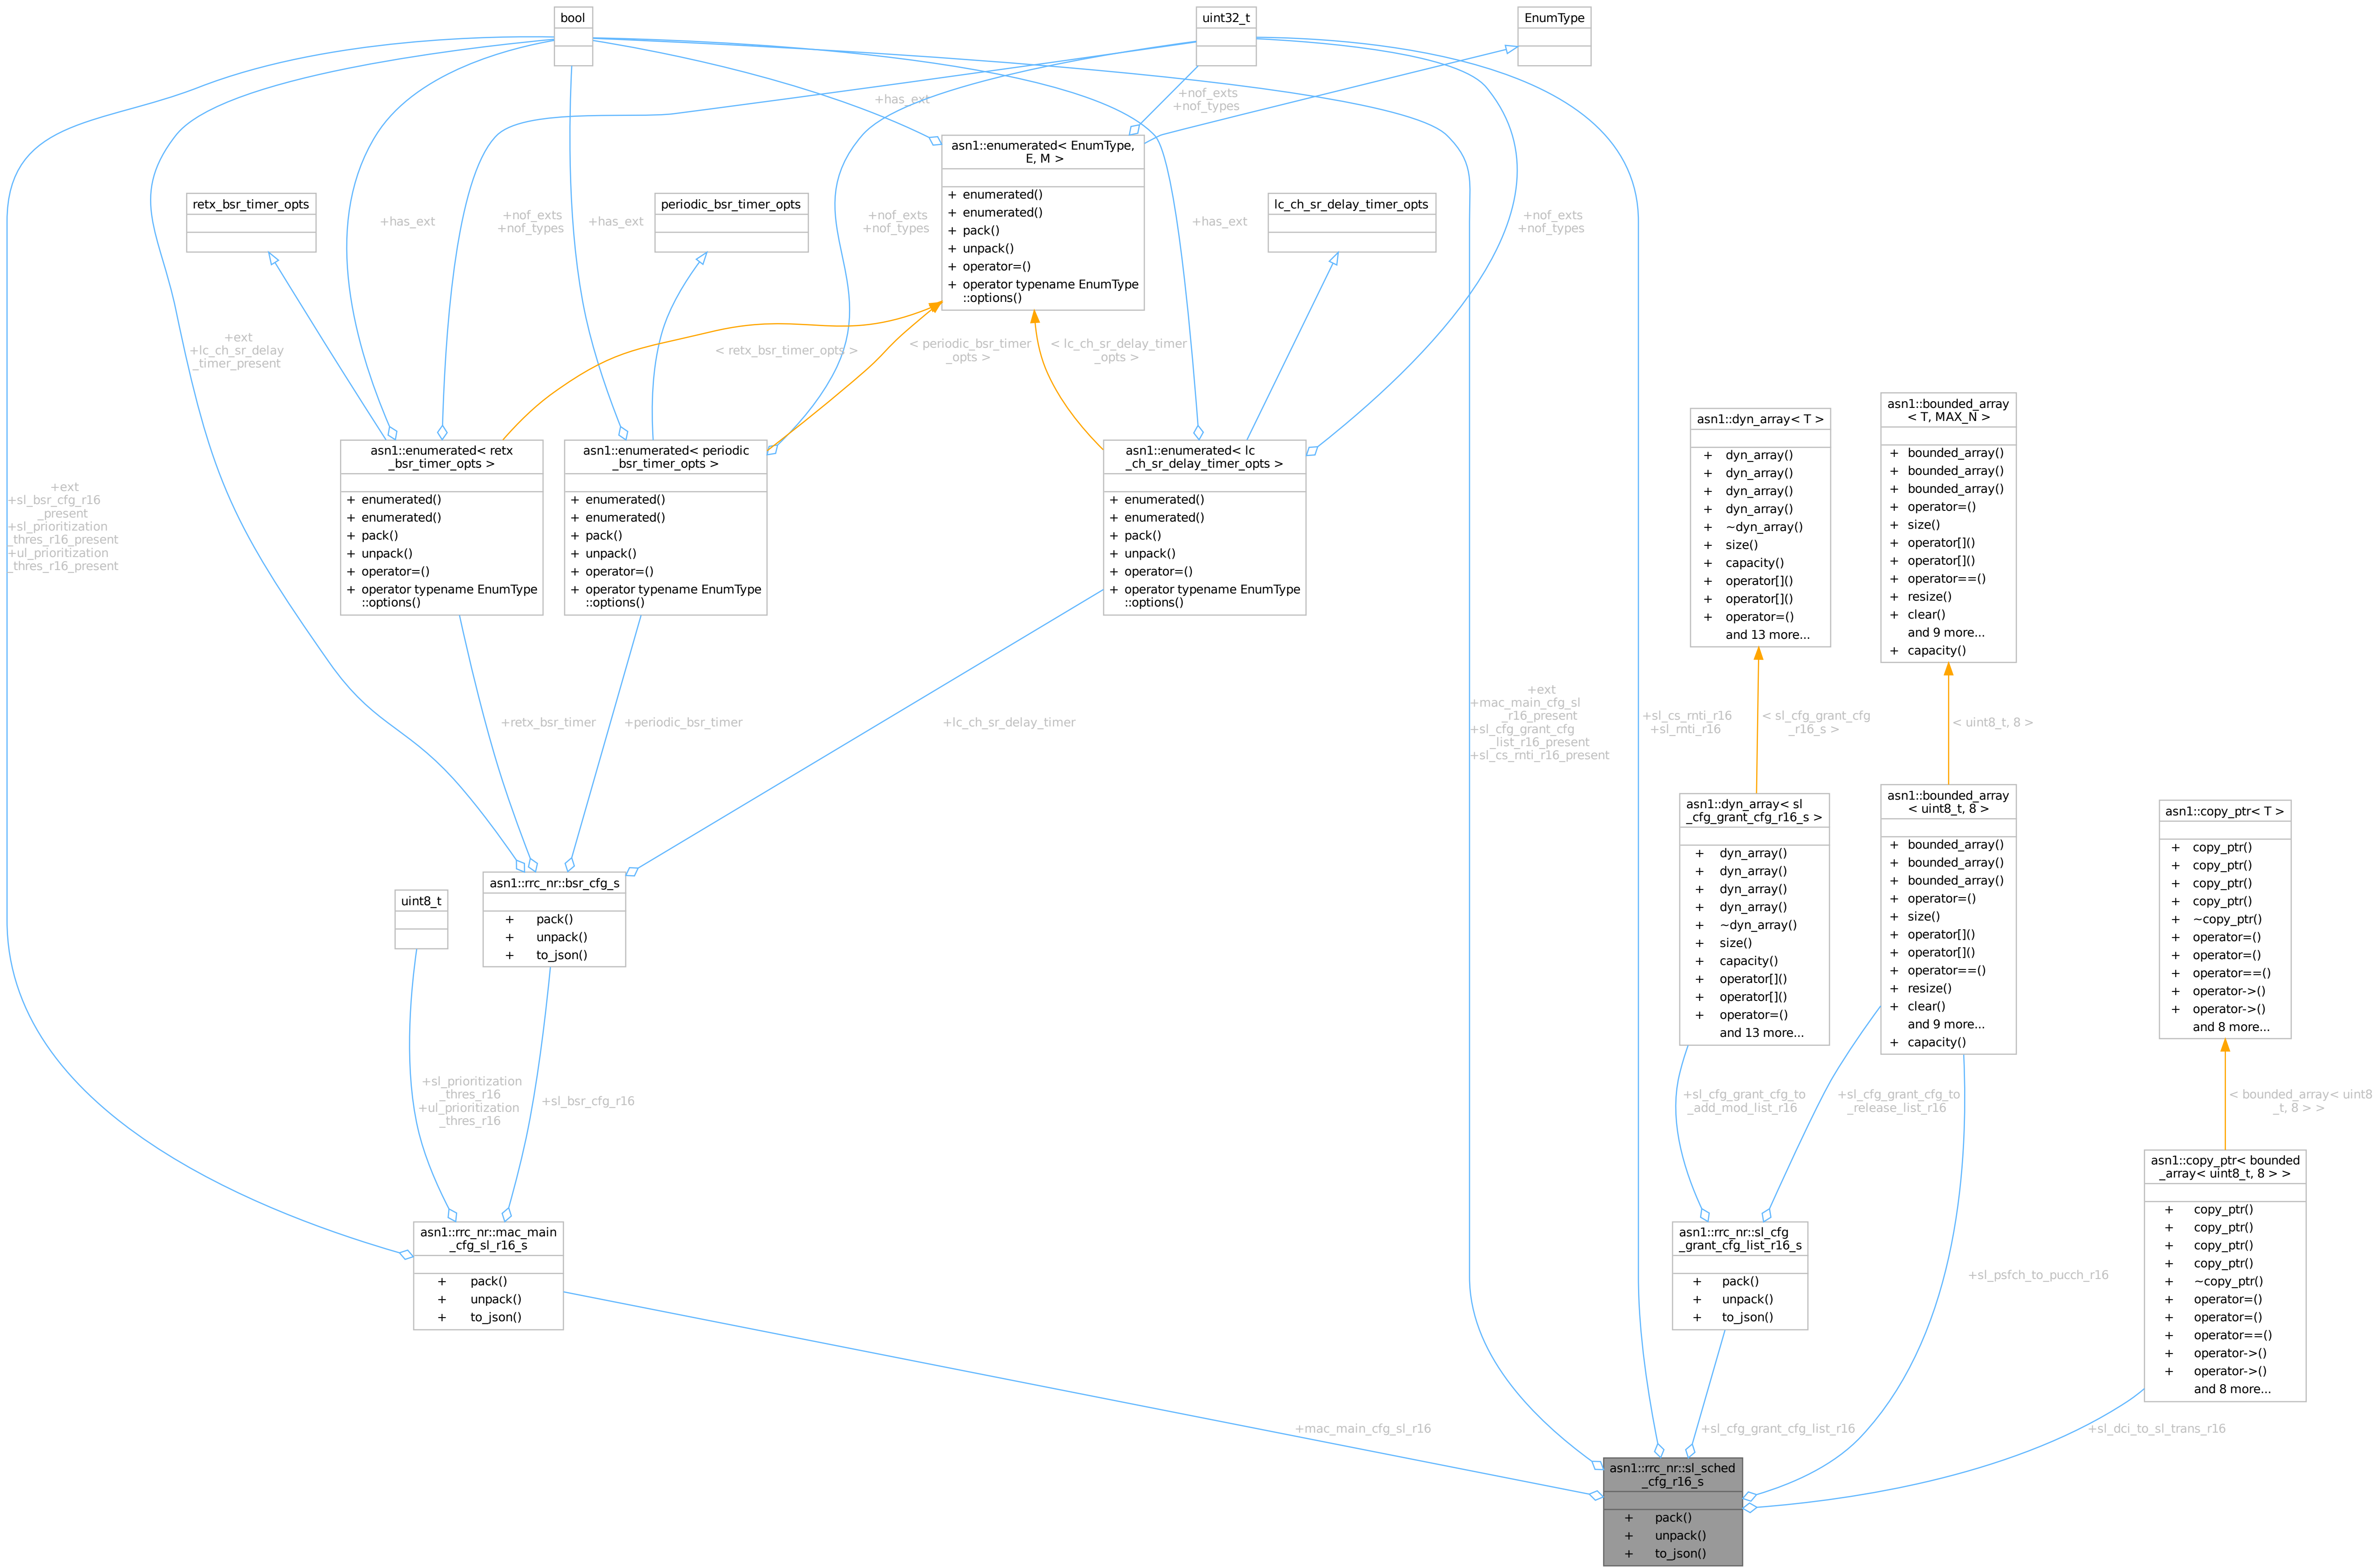 bool
uint32_t
EnumType
+has_ext
+nof_exts
+nof_types
asn1::enumerated< EnumType,
E, M >
+ enumerated()
+ enumerated()
+ pack()
+ unpack()
+ operator=()
+ operator typename EnumType
::options()
retx_bsr_timer_opts
periodic_bsr_timer_opts
lc_ch_sr_delay_timer_opts
+has_ext
+nof_exts
+nof_types
+has_ext
+nof_exts
+nof_types
+has_ext
+nof_exts
+nof_types
+ext
+lc_ch_sr_delay
_timer_present
< retx_bsr_timer_opts >
< periodic_bsr_timer
_opts >
< lc_ch_sr_delay_timer
_opts >
asn1::enumerated< retx
_bsr_timer_opts >
+ enumerated()
+ enumerated()
+ pack()
+ unpack()
+ operator=()
+ operator typename EnumType
::options()
asn1::enumerated< periodic
_bsr_timer_opts >
+ enumerated()
+ enumerated()
+ pack()
+ unpack()
+ operator=()
+ operator typename EnumType
::options()
asn1::enumerated< lc
_ch_sr_delay_timer_opts >
+ enumerated()
+ enumerated()
+ pack()
+ unpack()
+ operator=()
+ operator typename EnumType
::options()
asn1::dyn_array< T >
+ dyn_array()
+ dyn_array()
+ dyn_array()
+ dyn_array()
+ ~dyn_array()
+ size()
+ capacity()
+ operator[]()
+ operator[]()
+ operator=()
and 13 more...
asn1::bounded_array
< T, MAX_N >
+ bounded_array()
+ bounded_array()
+ bounded_array()
+ operator=()
+ size()
+ operator[]()
+ operator[]()
+ operator==()
+ resize()
+ clear()
and 9 more...
+ capacity()
+ext
+sl_bsr_cfg_r16
_present
+sl_prioritization
_thres_r16_present
+ul_prioritization
_thres_r16_present
+retx_bsr_timer
+periodic_bsr_timer
+lc_ch_sr_delay_timer
+ext
+mac_main_cfg_sl
_r16_present
+sl_cfg_grant_cfg
_list_r16_present
+sl_cs_rnti_r16_present
+sl_cs_rnti_r16
+sl_rnti_r16
< sl_cfg_grant_cfg
_r16_s >
< uint8_t, 8 >
uint8_t
asn1::rrc_nr::bsr_cfg_s
+ pack()
+ unpack()
+ to_json()
asn1::dyn_array< sl
_cfg_grant_cfg_r16_s >
+ dyn_array()
+ dyn_array()
+ dyn_array()
+ dyn_array()
+ ~dyn_array()
+ size()
+ capacity()
+ operator[]()
+ operator[]()
+ operator=()
and 13 more...
asn1::bounded_array
< uint8_t, 8 >
+ bounded_array()
+ bounded_array()
+ bounded_array()
+ operator=()
+ size()
+ operator[]()
+ operator[]()
+ operator==()
+ resize()
+ clear()
and 9 more...
+ capacity()
asn1::copy_ptr< T >
+ copy_ptr()
+ copy_ptr()
+ copy_ptr()
+ copy_ptr()
+ ~copy_ptr()
+ operator=()
+ operator=()
+ operator==()
+ operator->()
+ operator->()
and 8 more...
+sl_prioritization
_thres_r16
+ul_prioritization
_thres_r16
+sl_bsr_cfg_r16
+sl_cfg_grant_cfg_to
_add_mod_list_r16
+sl_cfg_grant_cfg_to
_release_list_r16
< bounded_array< uint8
_t, 8 > >
asn1::rrc_nr::mac_main
_cfg_sl_r16_s
+ pack()
+ unpack()
+ to_json()
asn1::rrc_nr::sl_cfg
_grant_cfg_list_r16_s
+ pack()
+ unpack()
+ to_json()
+sl_psfch_to_pucch_r16
asn1::copy_ptr< bounded
_array< uint8_t, 8 > >
+ copy_ptr()
+ copy_ptr()
+ copy_ptr()
+ copy_ptr()
+ ~copy_ptr()
+ operator=()
+ operator=()
+ operator==()
+ operator->()
+ operator->()
and 8 more...
+mac_main_cfg_sl_r16
+sl_cfg_grant_cfg_list_r16
+sl_dci_to_sl_trans_r16
asn1::rrc_nr::sl_sched
_cfg_r16_s
+ pack()
+ unpack()
+ to_json()